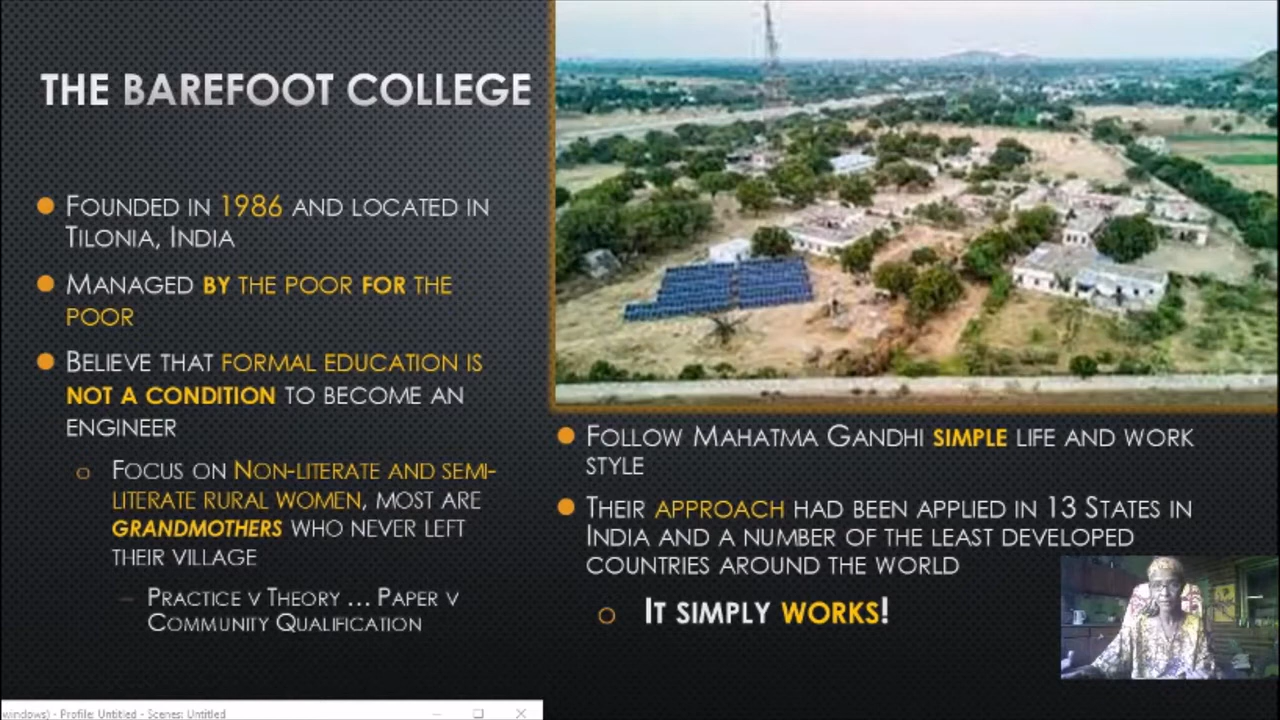 THE BAREFOOT COLLEGE
FOUNDED IN 1986 AND LOCATED IN
TILONIA, INDIA
MANAGED BY THE POOR FOR THE
POOR
BELIEVE THAT FORMAL EDUCATION IS
NOT A CONDITION TO BECOME AN
ENGINEER
FOCUS ON NON-LITERATE AND SEMI-
LITERATE RURAL WOMEN, MOST ARE
GRANDMOTHERS WHO NEVER LEFT
THEIR VILLAGE
PRACTICE V THEORY ... PAPER V
COMMUNITY QUALIFICATION
FOLLOW MAHATMA GANDHI SIMPLE LIFE AND WORK
STYLE
THEIR APPROACH HAD BEEN APPLIED IN 13 STATES IN
INDIA AND A NUMBER OF THE LEAST DEVELOPED
COUNTRIES AROUND THE WORLD
IT SIMPLY WORKS!
windows) - Profile: Untitled - Scenes: Untitled